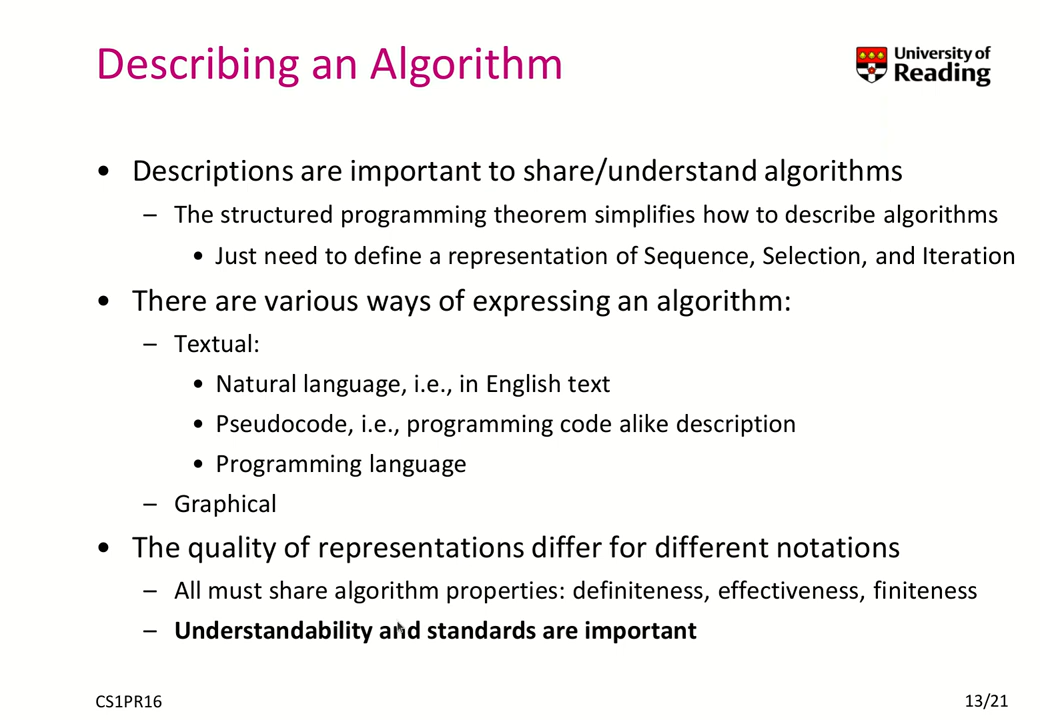 Describing an Algorithm
University of
Reading
• Descriptions are important to share/understand algorithms
– The structured programming theorem simplifies how to describe algorithms
• Just need to define a representation of Sequence, Selection, and Iteration
• There are various ways of expressing an algorithm:
– Textual:
• Natural language, i.e., in English text
• Pseudocode, i.e., programming code alike description
• Programming language
– Graphical
• The quality of representations differ for different notations
– All must share algorithm properties: definiteness, effectiveness, finiteness
– Understandability and standards are important
CS1PR16
13/21